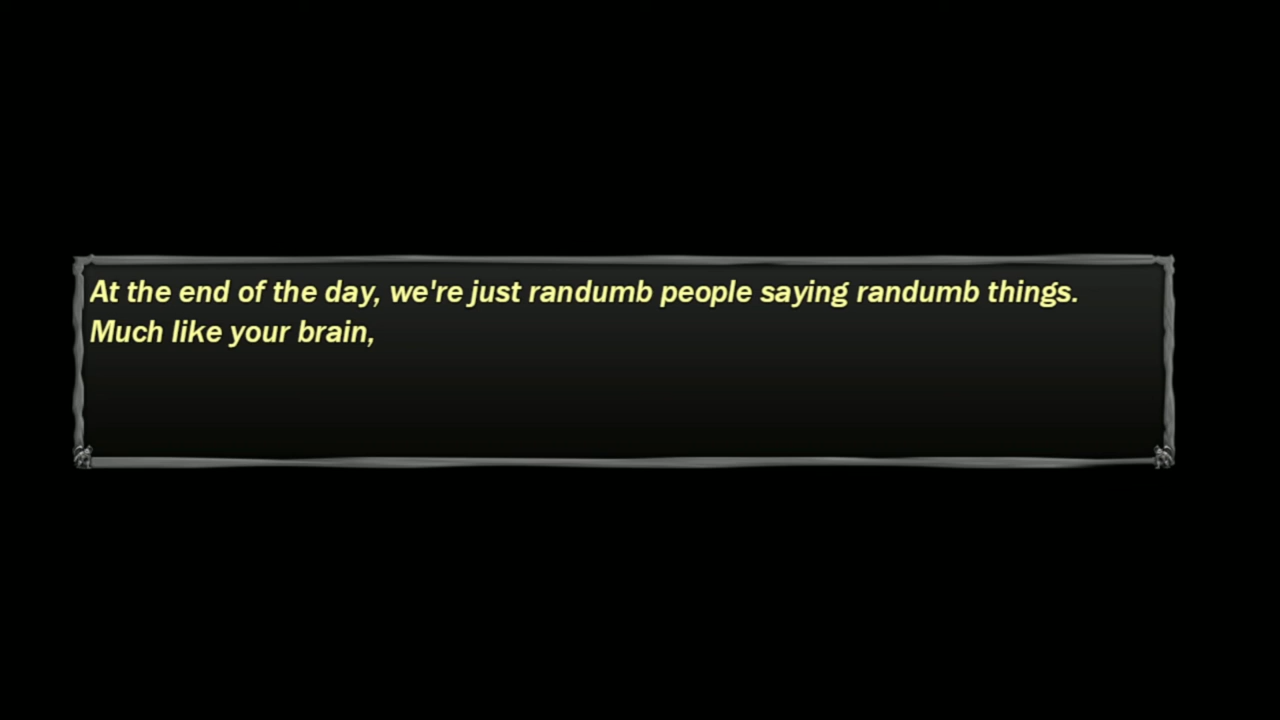 At the end of the day, we're just randumb people saying randumb things.
Much like your brain,